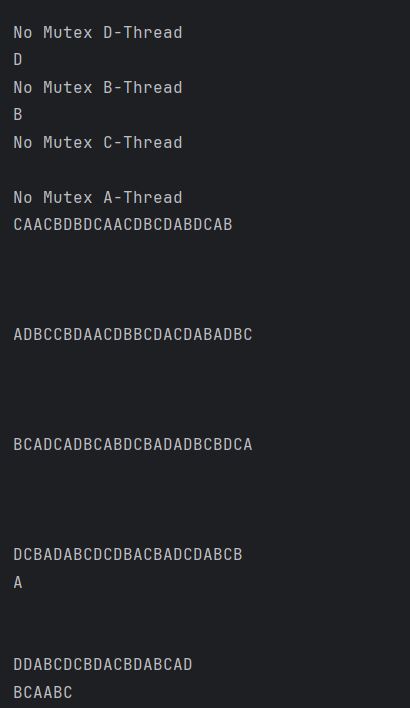 No Mutex D-Thread
D
No Mutex B-Thread
B
No Mutex C-Thread
No Mutex A-Thread
CAACBDBDCAACDBCDABDCAB
ADBCCBDAACDBBCDACDABADBC
BCADCADBCABDCBADADBCBDCA
DCBADABCDCDBACBADCDABCB
A
DDABCDCBDACBDABCAD
BCAABC